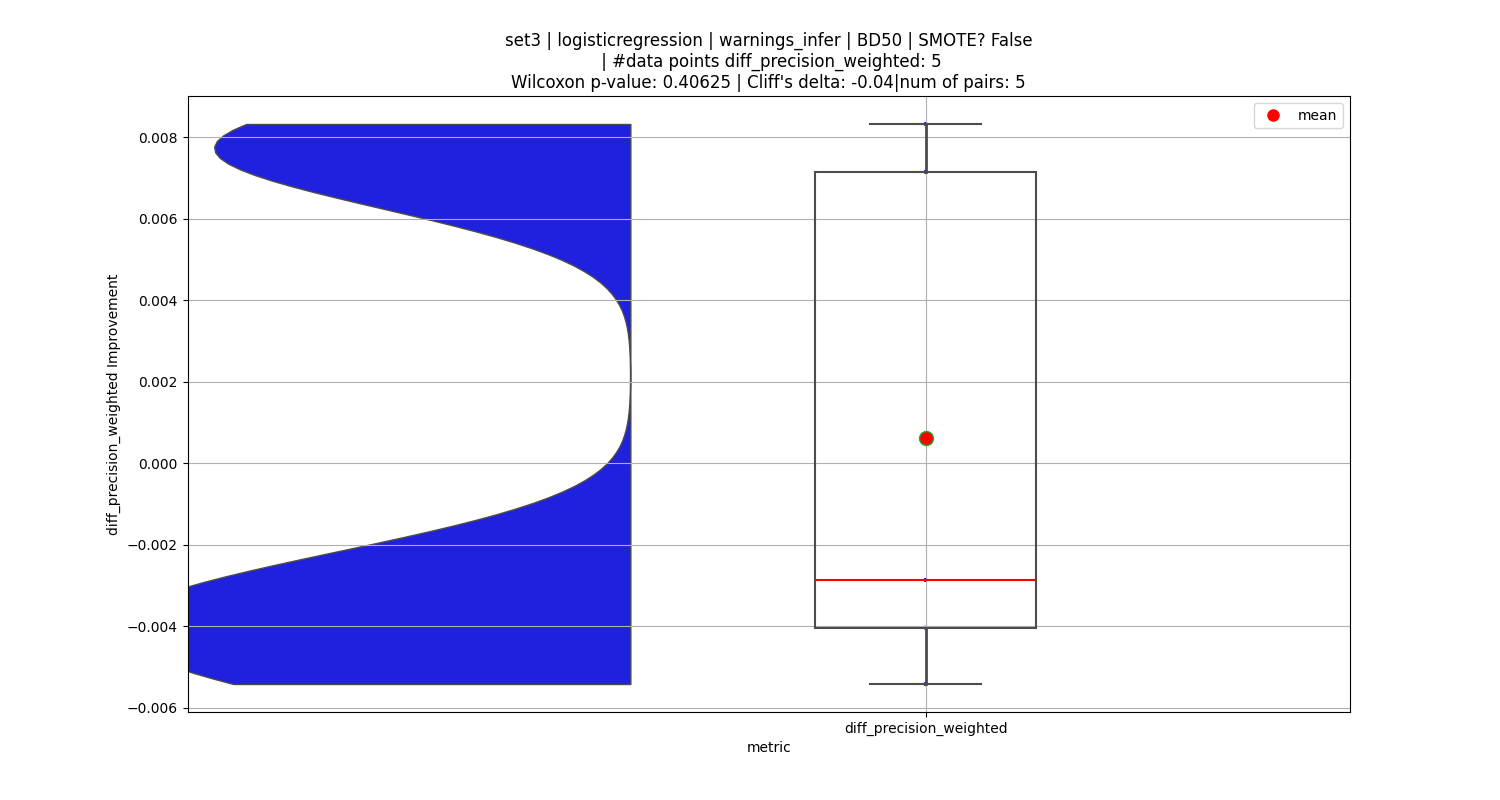 set3 | logisticregression | warnings_infer | BD50 | SMOTE? False
| #data points diff_precision_weighted: 5
Wilcoxon p-value: 0.40625 | Cliff's delta: -0.04|num of pairs: 5
mean
0.008
0.006
0.004
0.002
0.000
−0.002
−0.004
−0.006
diff_precision_weighted Improvement
diff_precision_weighted
metric